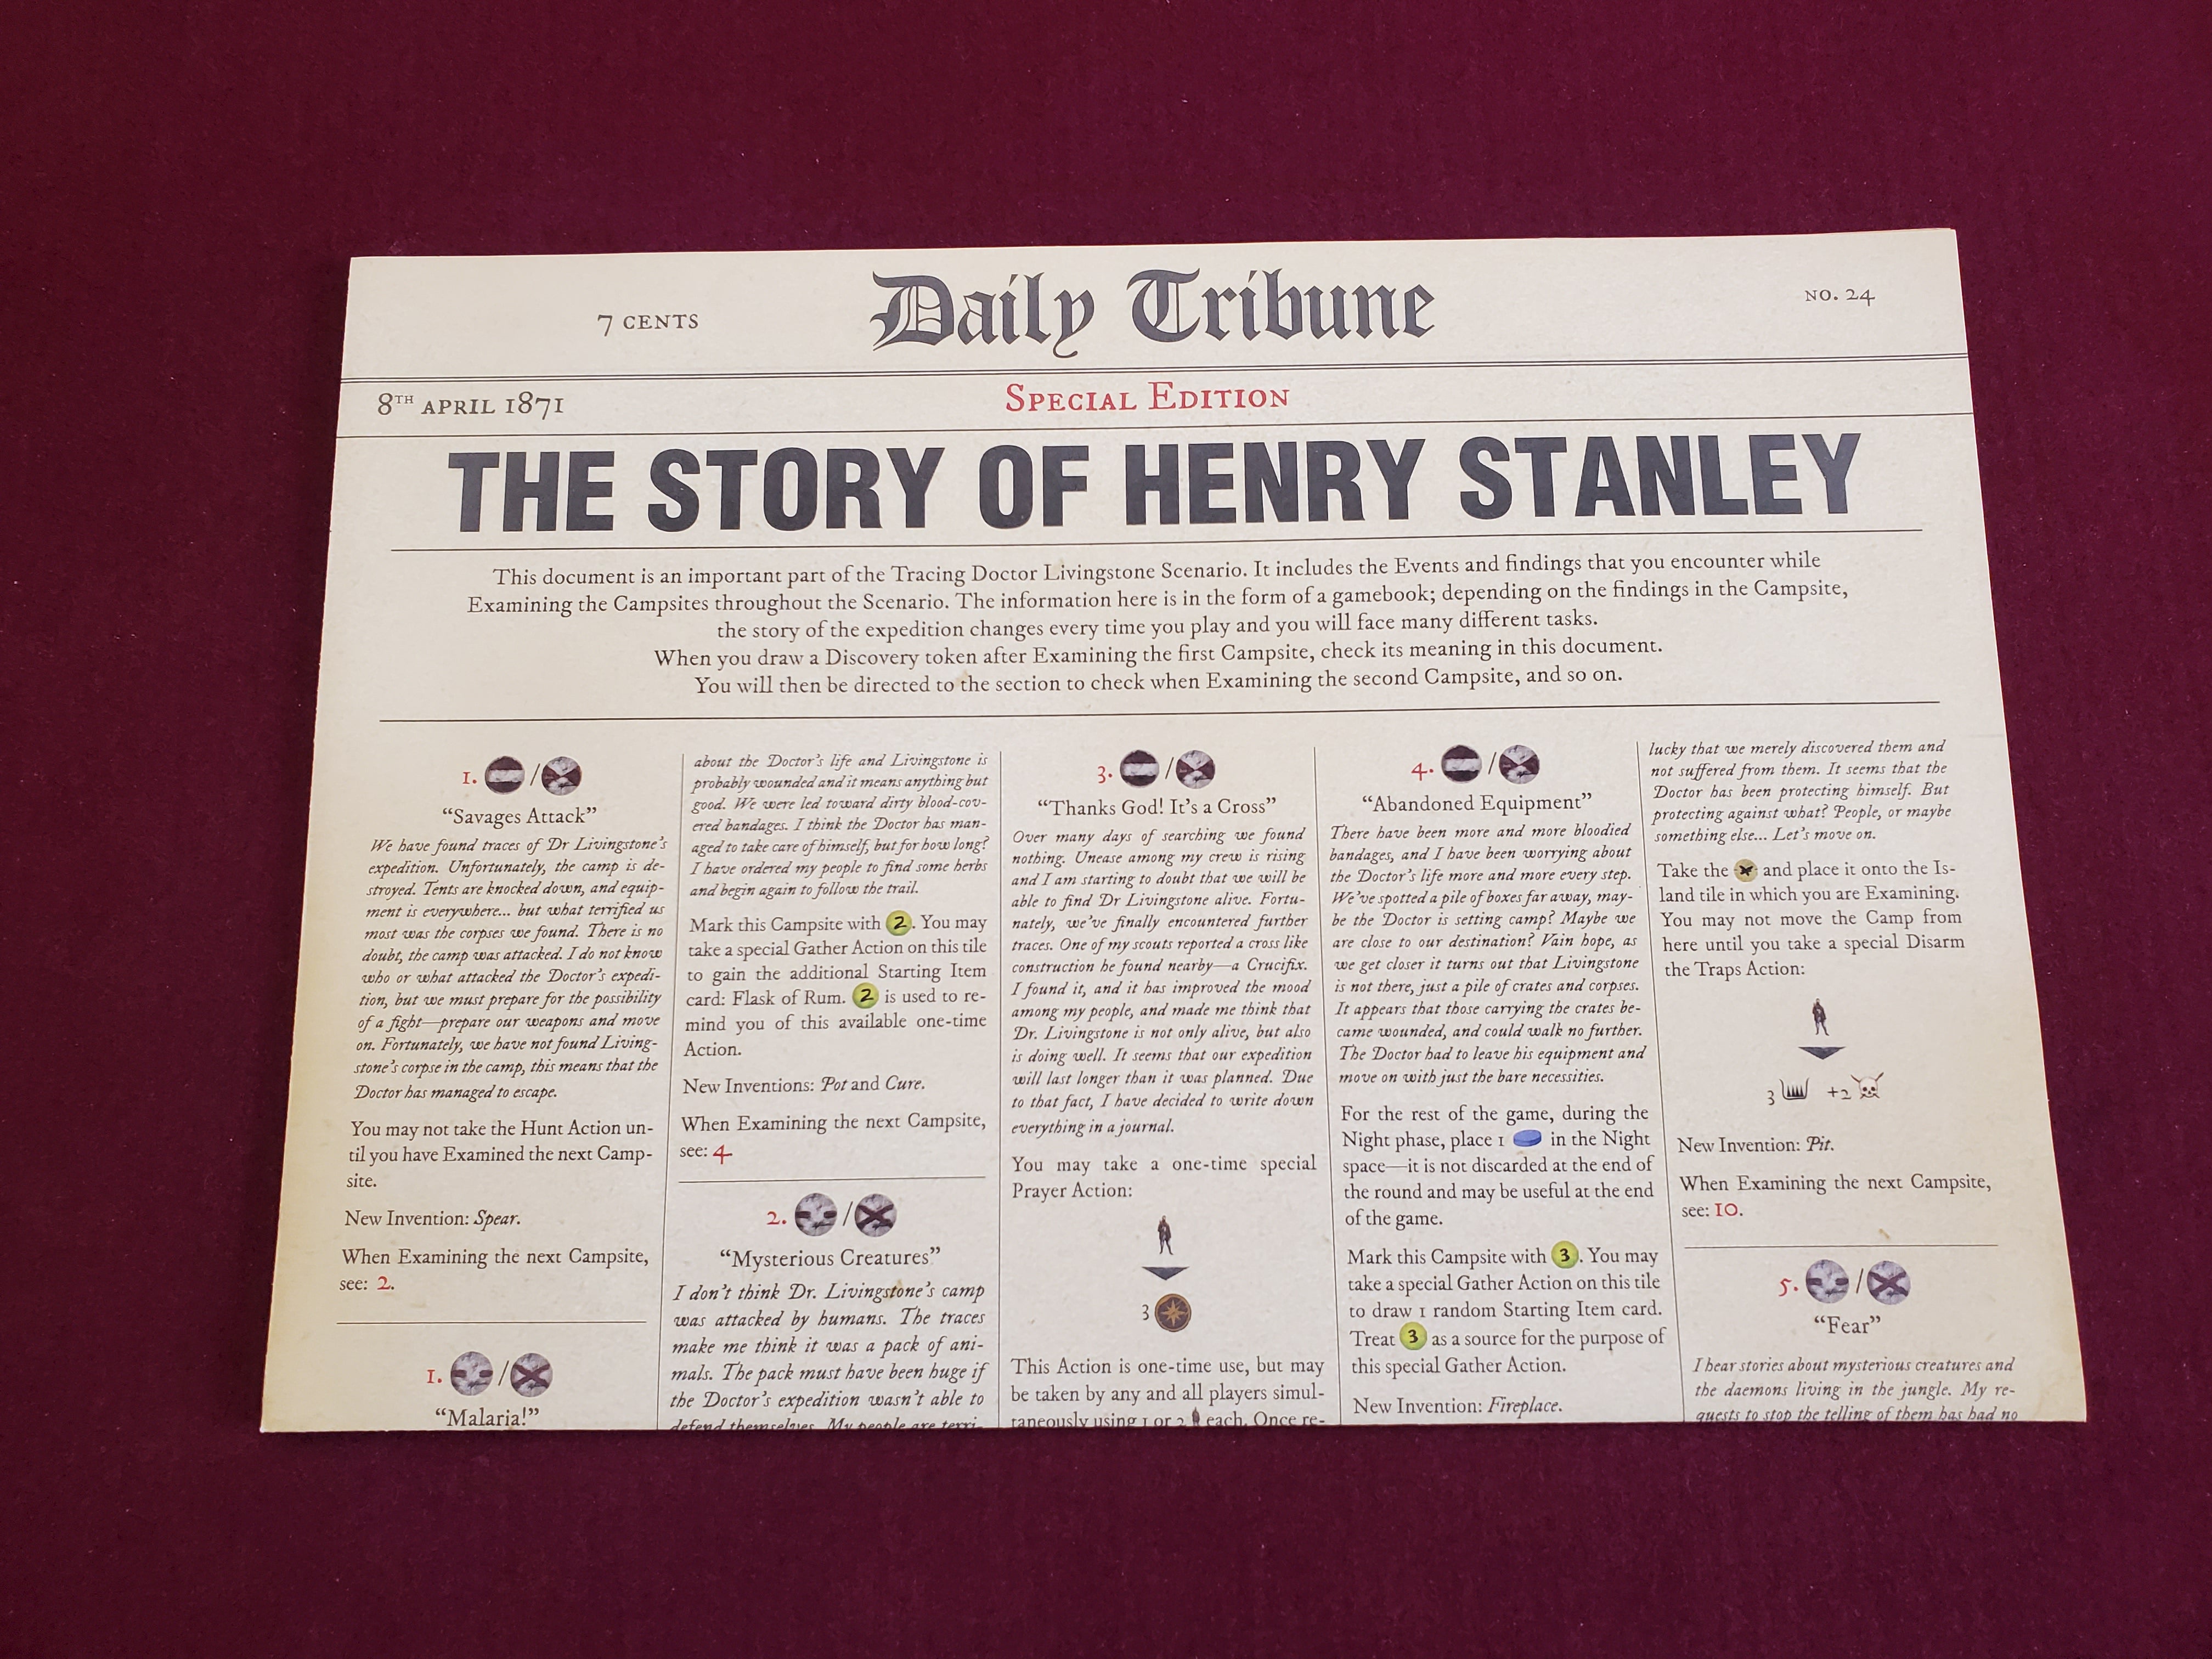 7 CENTS
Daily Tribune
NO. 24
8TH APRIL 1871
SPECIAL EDITION
THE STORY OF HENRY STANLEY
This document is an important part of the Tracing Doctor Livingstone Scenario. It includes the Events and findings that you encounter while
Examining the Campsites throughout the Scenario. The information here is in the form of a gamebook; depending on the findings in the Campsite,
the story of the expedition changes every time you play and you will face many different tasks.
When you draw a Discovery token after Examining the first Campsite, check its meaning in this document.
You will then be directed to the section to check when Examining the second Campsite, and so on.
1. /
“Savages Attack”
We have found traces of Dr Livingstone's
expedition. Unfortunately, the camp is de-
stroyed. Tents are knocked down, and equip-
ment is everywhere... but what terrified us
most was the corpses we found. There is no
doubt, the camp was attacked. I do not know
who or what attacked the Doctor's expedi-
tion, but we must prepare for the possibility
of a fight—prepare our weapons and move
on. Fortunately, we have not found Living-
stone's corpse in the camp, this means that the
Doctor has managed to escape.
You may not take the Hunt Action un-
til you have Examined the next Camp-
site.
New Invention: Spear.
When Examining the next Campsite,
see: 2.
1. /
“Malaria!”
about the Doctor's life and Livingstone is
probably wounded and it means anything but
good. We were led toward dirty blood-cov-
ered bandages. I think the Doctor has man-
aged to take care of himself, but for how long?
I have ordered my people to find some herbs
and begin again to follow the trail.
Mark this Campsite with 2. You may
take a special Gather Action on this tile
to gain the additional Starting Item
card: Flask of Rum. 2 is used to re-
mind you of this available one-time
Action.
New Inventions: Pot and Cure.
When Examining the next Campsite,
see: 4.
2. /
“Mysterious Creatures”
I don't think Dr. Livingstone's camp
was attacked by humans. The traces
make me think it was a pack of ani-
mals. The pack must have been huge if
the Doctor's expedition wasn't able to
defend themselves. My people are terri-
3. /
“Thanks God! It's a Cross”
Over many days of searching we found
nothing. Unease among my crew is rising
and I am starting to doubt that we will be
able to find Dr Livingstone alive. Fortu-
nately, we've finally encountered further
traces. One of my scouts reported a cross like
construction he found nearby—a Crucifix.
I found it, and it has improved the mood
among my people, and made me think that
Dr. Livingstone is not only alive, but also
is doing well. It seems that our expedition
will last longer than it was planned. Due
to that fact, I have decided to write down
everything in a journal.
You may take a one-time special
Prayer Action:
3
This Action is one-time use, but may
be taken by any and all players simul-
taneously using 1 or 2 each. Once re-
4. /
“Abandoned Equipment”
There have been more and more bloodied
bandages, and I have been worrying about
the Doctor's life more and more every step.
We've spotted a pile of boxes far away, may-
be the Doctor is setting camp? Maybe we
are close to our destination? Vain hope, as
we get closer it turns out that Livingstone
is not there, just a pile of crates and corpses.
It appears that those carrying the crates be-
came wounded, and could walk no further.
The Doctor had to leave his equipment and
move on with just the bare necessities.
For the rest of the game, during the
Night phase, place 1 in the Night
space—it is not discarded at the end of
the round and may be useful at the end
of the game.
Mark this Campsite with 3. You may
take a special Gather Action on this tile
to draw 1 random Starting Item card.
Treat 3 as a source for the purpose of
this special Gather Action.
New Invention: Fireplace.
lucky that we merely discovered them and
not suffered from them. It seems that the
Doctor has been protecting himself. But
protecting against what? People, or maybe
something else... Let's move on.
Take the and place it onto the Is-
land tile in which you are Examining.
You may not move the Camp from
here until you take a special Disarm
the Traps Action:
3 +2
New Invention: Pit.
When Examining the next Campsite,
see: 10.
5. /
“Fear”
I hear stories about mysterious creatures and
the daemons living in the jungle. My re-
quests to stop the telling of them has had no